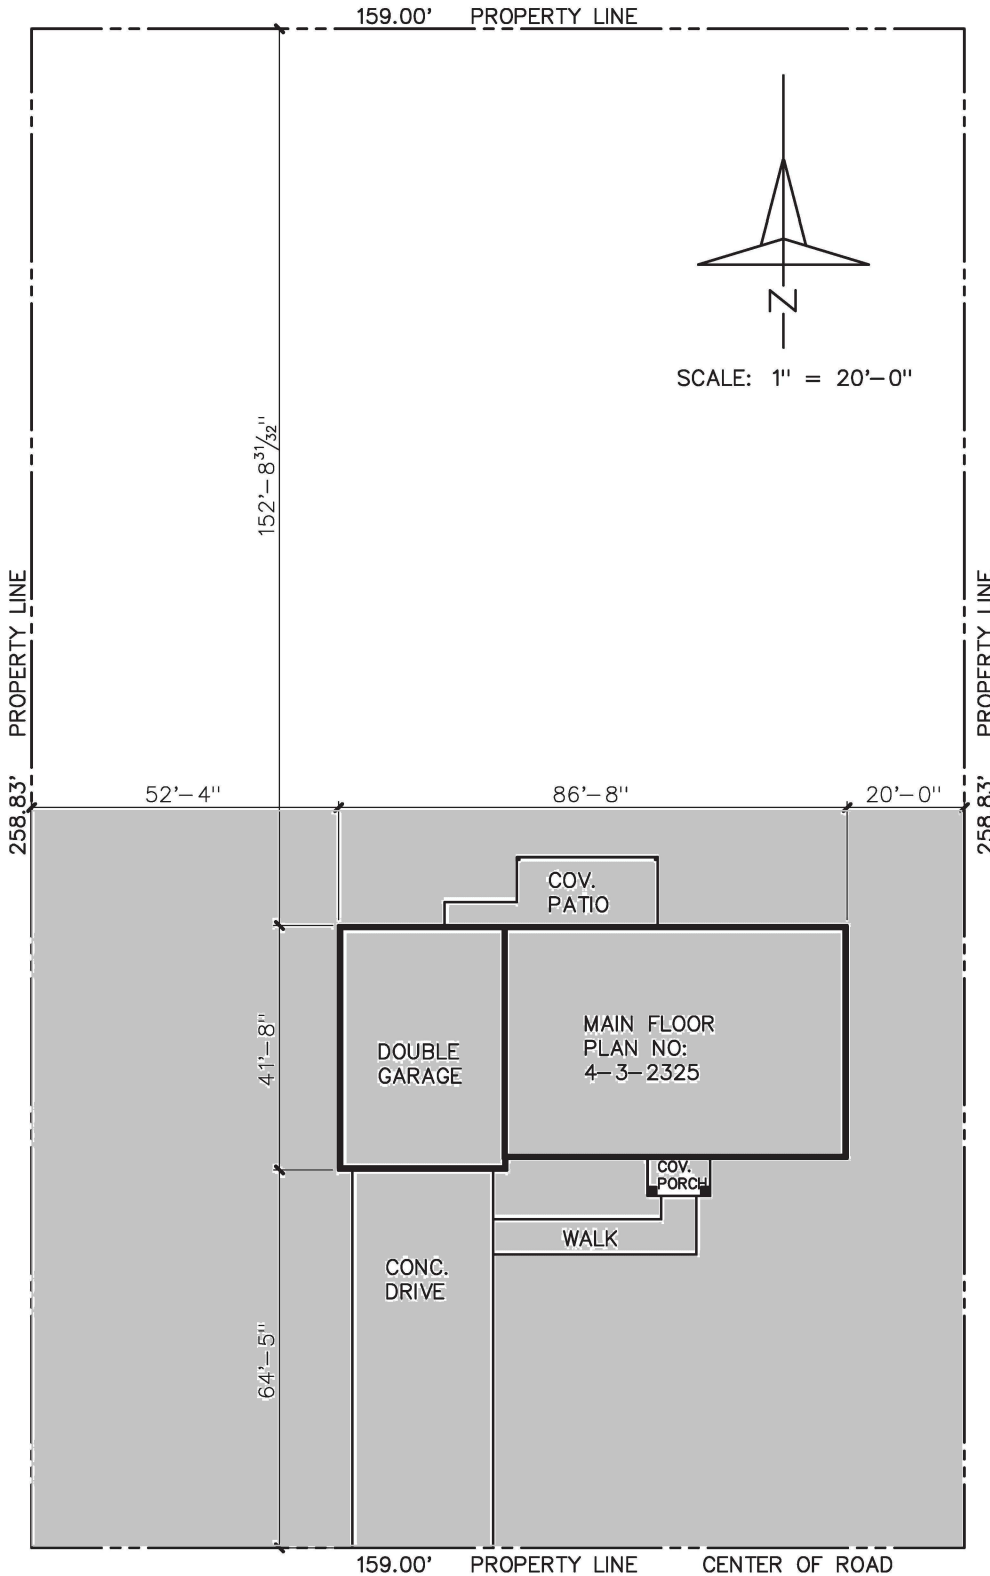 159.00' PROPERTY LINE
N
SCALE: 1" = 20'-0"
152'-8 31/32"
258.83' PROPERTY LINE
258.83' PROPERTY LINE
52'-4"
86'-8"
20'-0"
COV.
PATIO
41'-8"
DOUBLE
GARAGE
MAIN FLOOR
PLAN NO:
4-3-2325
COV.
PORCH
WALK
CONC.
DRIVE
64'-5"
159.00' PROPERTY LINE CENTER OF ROAD